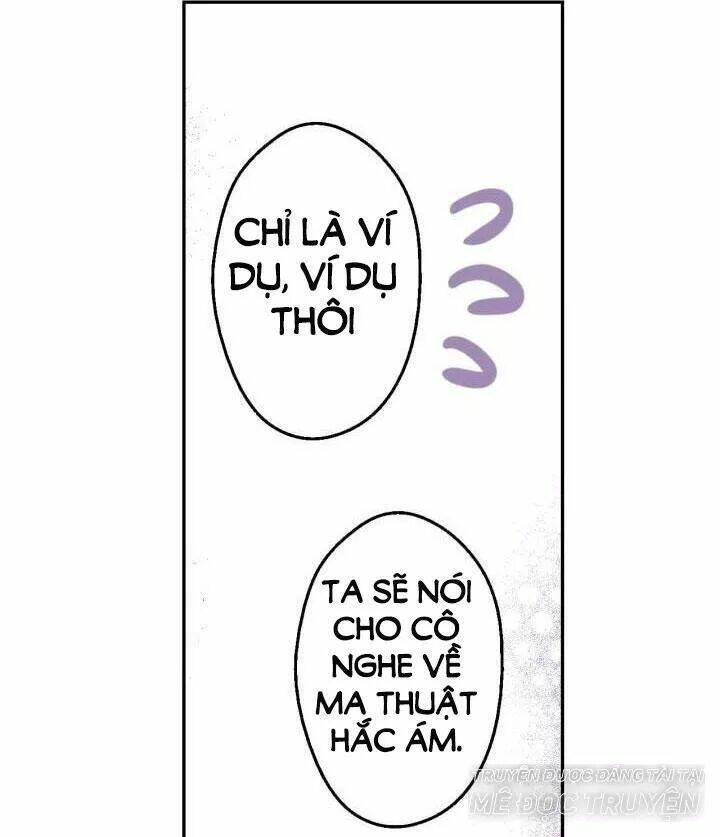 CHỈ LÀ VÍ
DỤ, VÍ DỤ
THÔI
TA SẼ NÓI
CHO CÔ
NGHE VỀ
MA THUẬT
HẮC ÁM.
TRUYỆN ĐƯỢC ĐĂNG TẢI TẠI
MÊ ĐỌC TRUYỆN